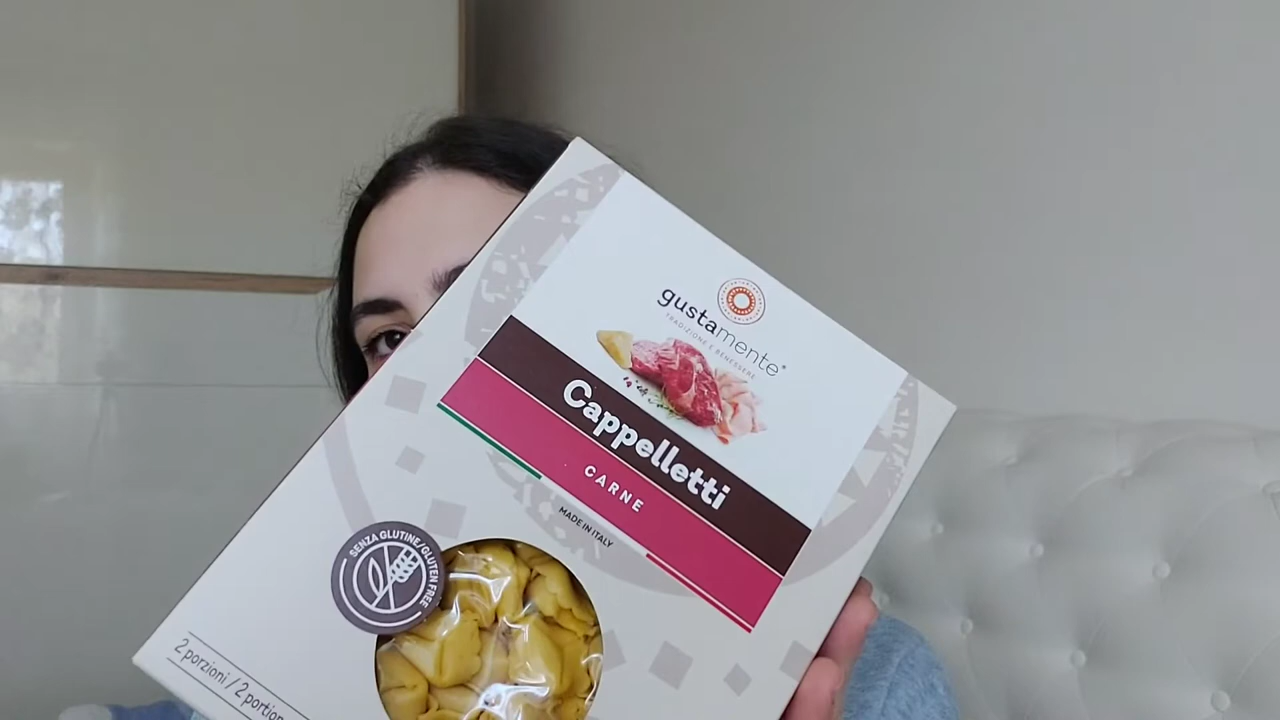 gustamente®
TRADIZIONE E BENESSERE
Cappelletti
CARNE
MADE IN ITALY
SENZA GLUTINE/GLUTEN FREE
2 porzioni / 2 portion